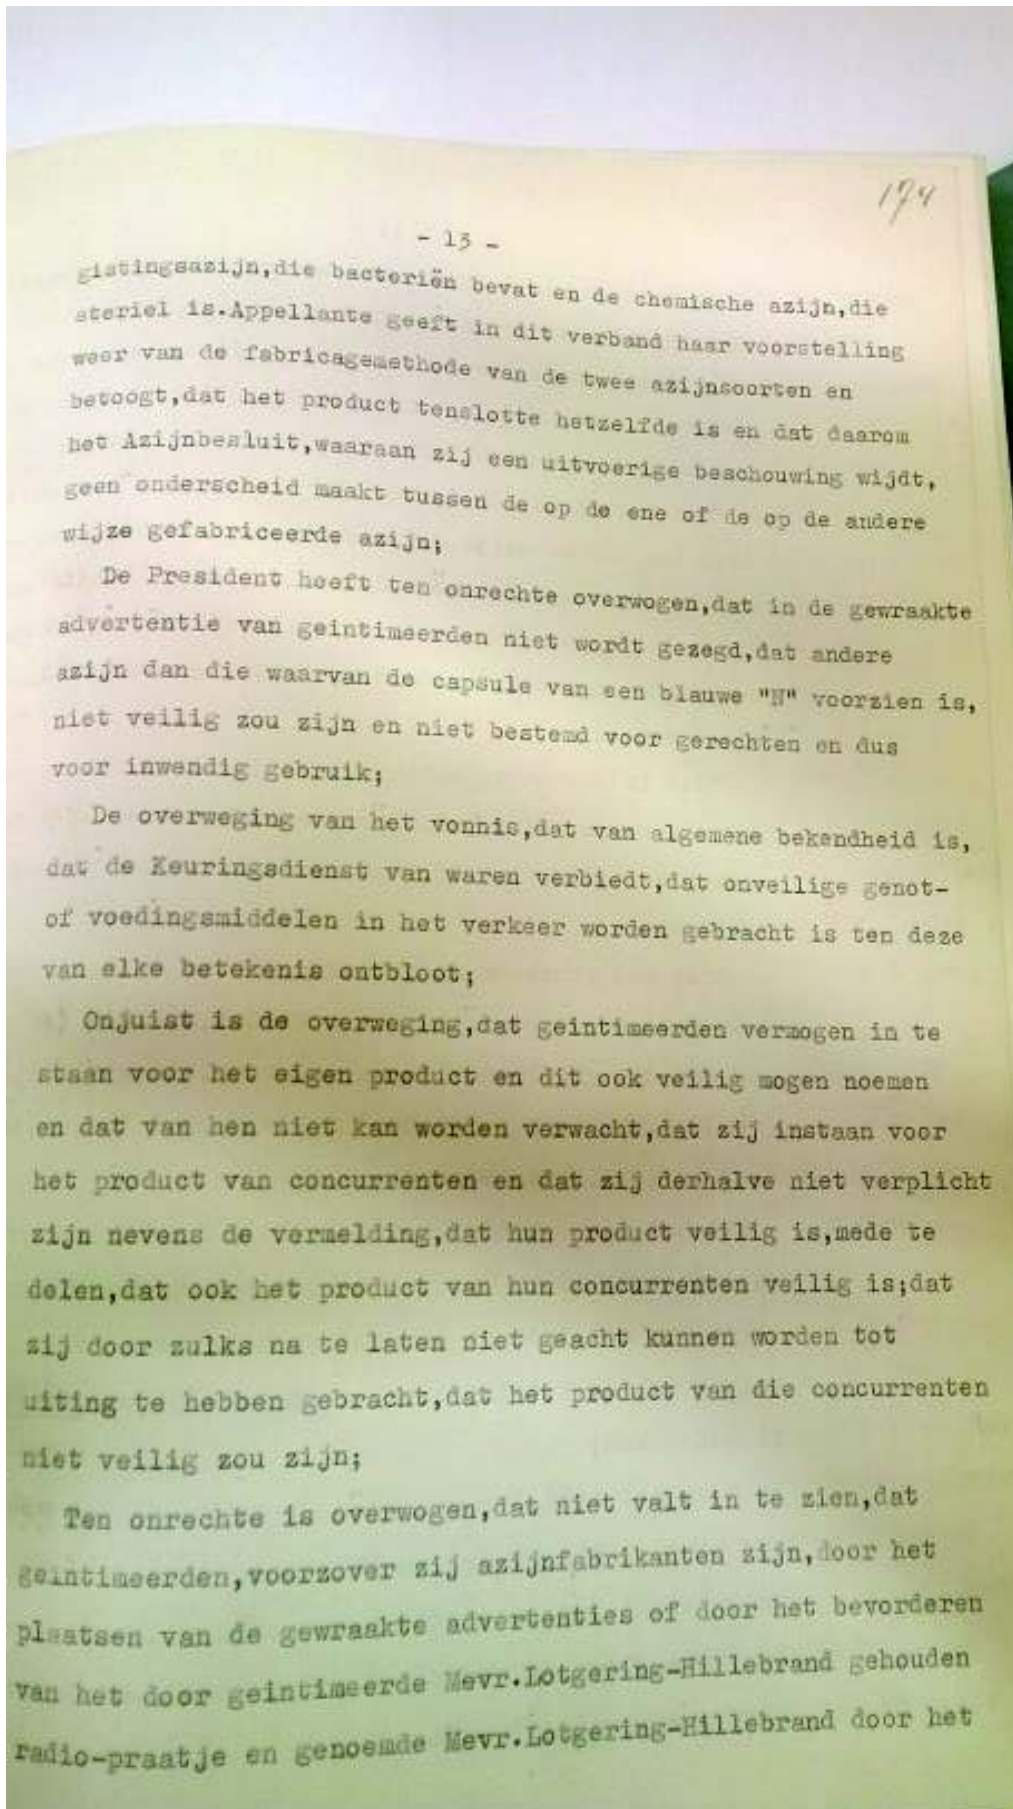 174
- 13 -
gistingsazijn,die bacteriën bevat en de chemische azijn,die
steriel is.Appellante geeft in dit verband haar voorstelling
weer van de fabricagemethode van de twee azijnsoorten en
betoogt,dat het product tenslotte hetzelfde is en dat daarom
het Azijnbesluit,waaraan zij een uitvoerige beschouwing wijdt,
geen onderscheid maakt tussen de op de ene of de op de andere
wijze gefabriceerde azijn;
De President heeft ten onrechte overwogen,dat in de gewraakte
advertentie van geintimeerden niet wordt gezegd,dat andere
azijn dan die waarvan de capsule van een blauwe "N" voorzien is,
niet veilig zou zijn en niet bestemd voor gerechten en dus
voor inwendig gebruik;
De overweging van het vonnis,dat van algemene bekendheid is,
dat de Keuringsdienst van waren verbiedt,dat onveilige genot-
of voedingsmiddelen in het verkeer worden gebracht is ten deze
van elke betekenis ontbloot;
Onjuist is de overweging,dat geintimeerden vermogen in te
staan voor het eigen product en dit ook veilig mogen noemen
en dat van hen niet kan worden verwacht,dat zij instaan voor
het product van concurrenten en dat zij derhalve niet verplicht
zijn nevens de vermelding,dat hun product veilig is,mede te
delen,dat ook het product van hun concurrenten veilig is;dat
zij door zulks na te laten niet geacht kunnen worden tot
uiting te hebben gebracht,dat het product van die concurrenten
niet veilig zou zijn;
Ten onrechte is overwogen,dat niet valt in te zien,dat
geintimeerden,voorzover zij azijnfabrikanten zijn,door het
plaatsen van de gewraakte advertenties of door het bevorderen
van het door geintimeerde Mevr.Lotgering-Hillebrand gehouden
radio-praatje en genoemde Mevr.Lotgering-Hillebrand door het